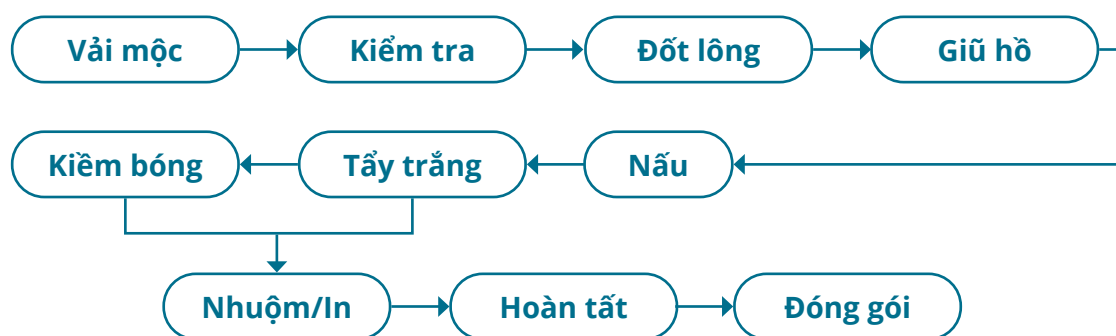 Vải mộc
Kiểm tra
Đốt lông
Giũ hồ
Kiềm bóng
Tẩy trắng
Nấu
Nhuộm/In
Hoàn tất
Đóng gói